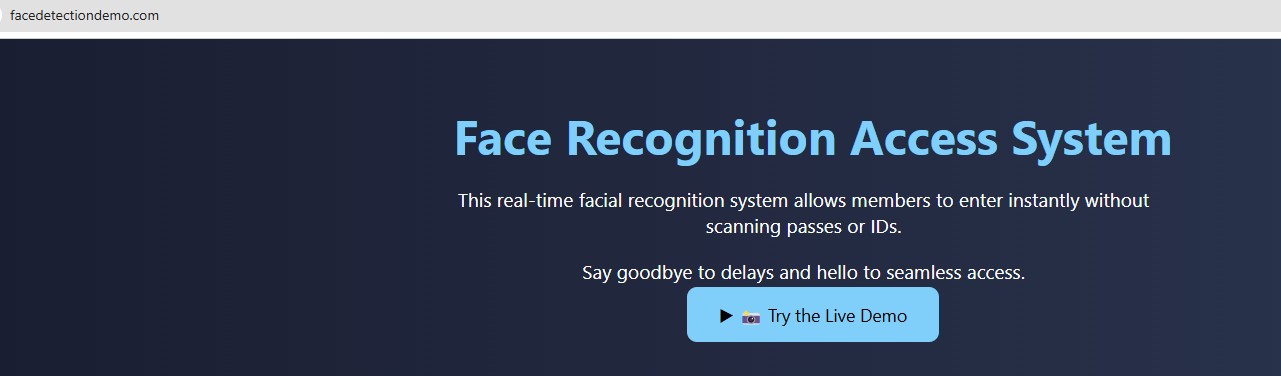 facedetectiondemo.com
Face Recognition Access System
This real-time facial recognition system allows members to enter instantly without
scanning passes or IDs.
Say goodbye to delays and hello to seamless access.
▶ 📷 Try the Live Demo